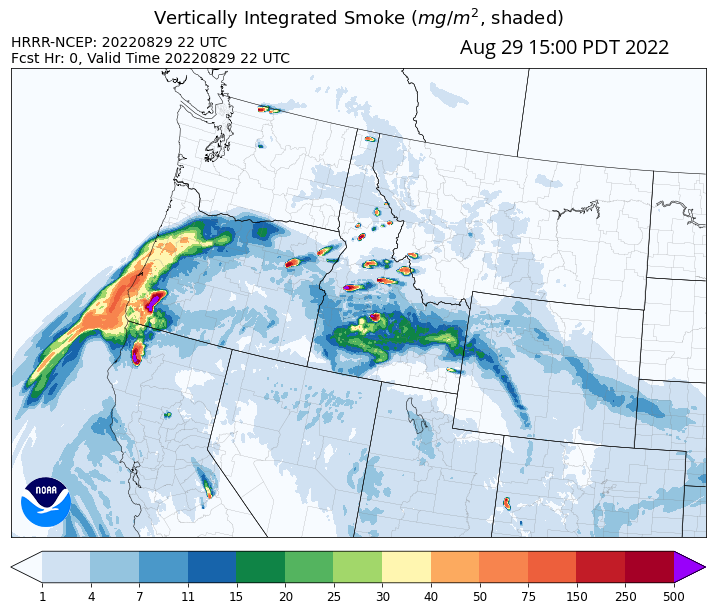 Vertically Integrated Smoke (mg/m², shaded)
HRRR-NCEP: 20220829 22 UTC
Aug 29 15:00 PDT 2022
Fcst Hr: 0, Valid Time 20220829 22 UTC
NOAA
1 4 7 11 15 20 25 30 40 50 75 150 250 500